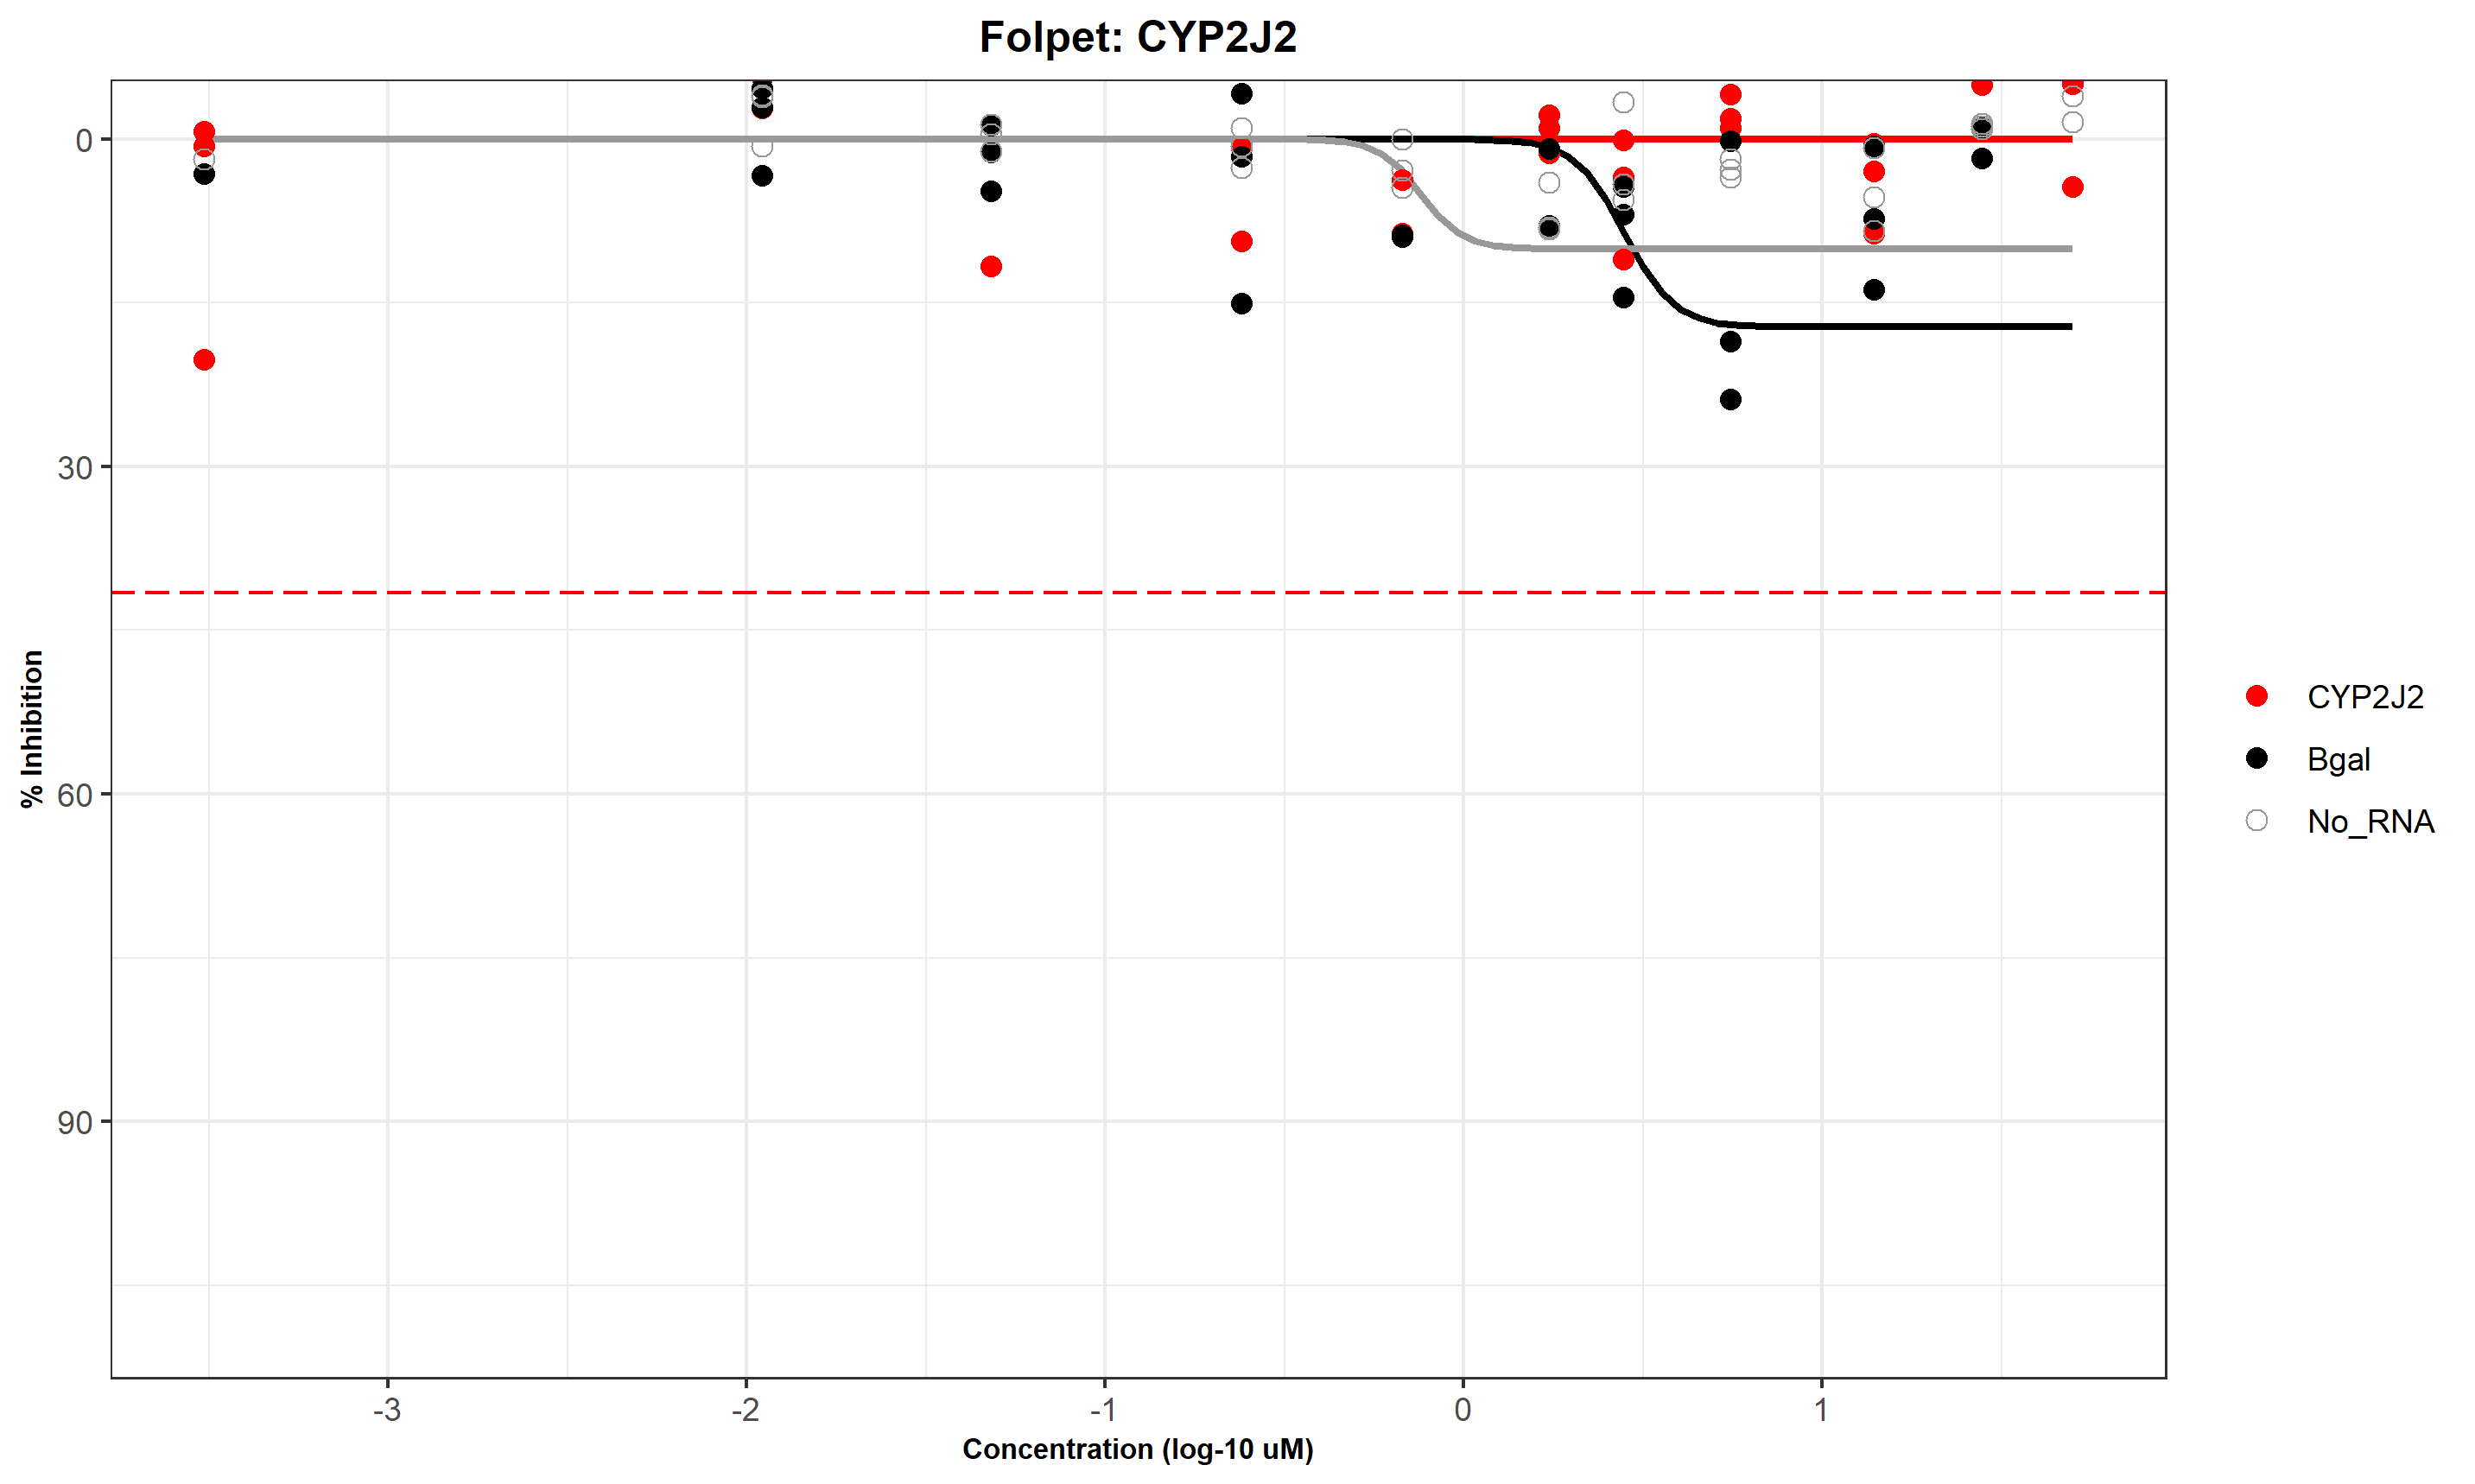 Folpet: CYP2J2
% Inhibition
0
30
60
90
-3
-2
-1
0
1
Concentration (log-10 uM)
CYP2J2
Bgal
No_RNA